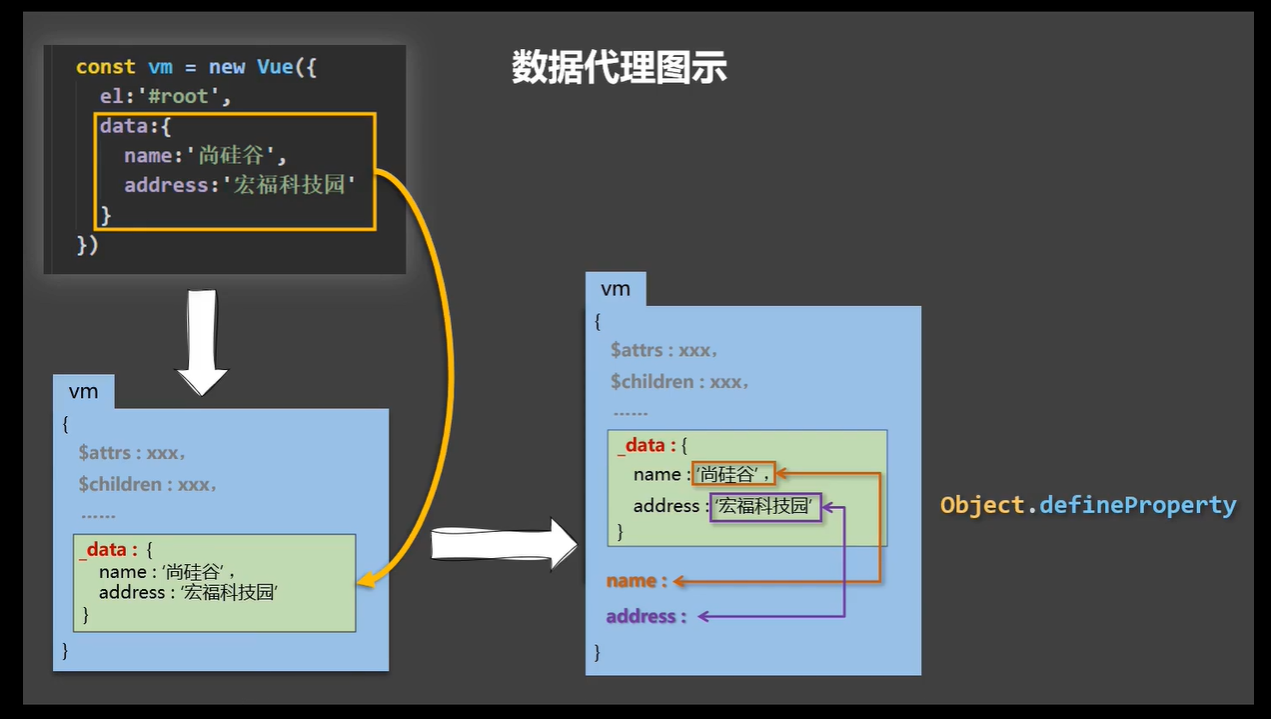 数据代理图示
const vm = new Vue({
el:'#root',
data:{
name:'尚硅谷',
address:'宏福科技园'
}
})
vm
{
$attrs : xxx，
$children : xxx，
……
_data : {
name : ‘尚硅谷’ ，
address : ‘宏福科技园’
}
}
vm
{
$attrs : xxx，
$children : xxx，
……
_data : {
name : ‘尚硅谷’ ，
address : ‘宏福科技园’
}
name :
address :
}
Object.defineProperty